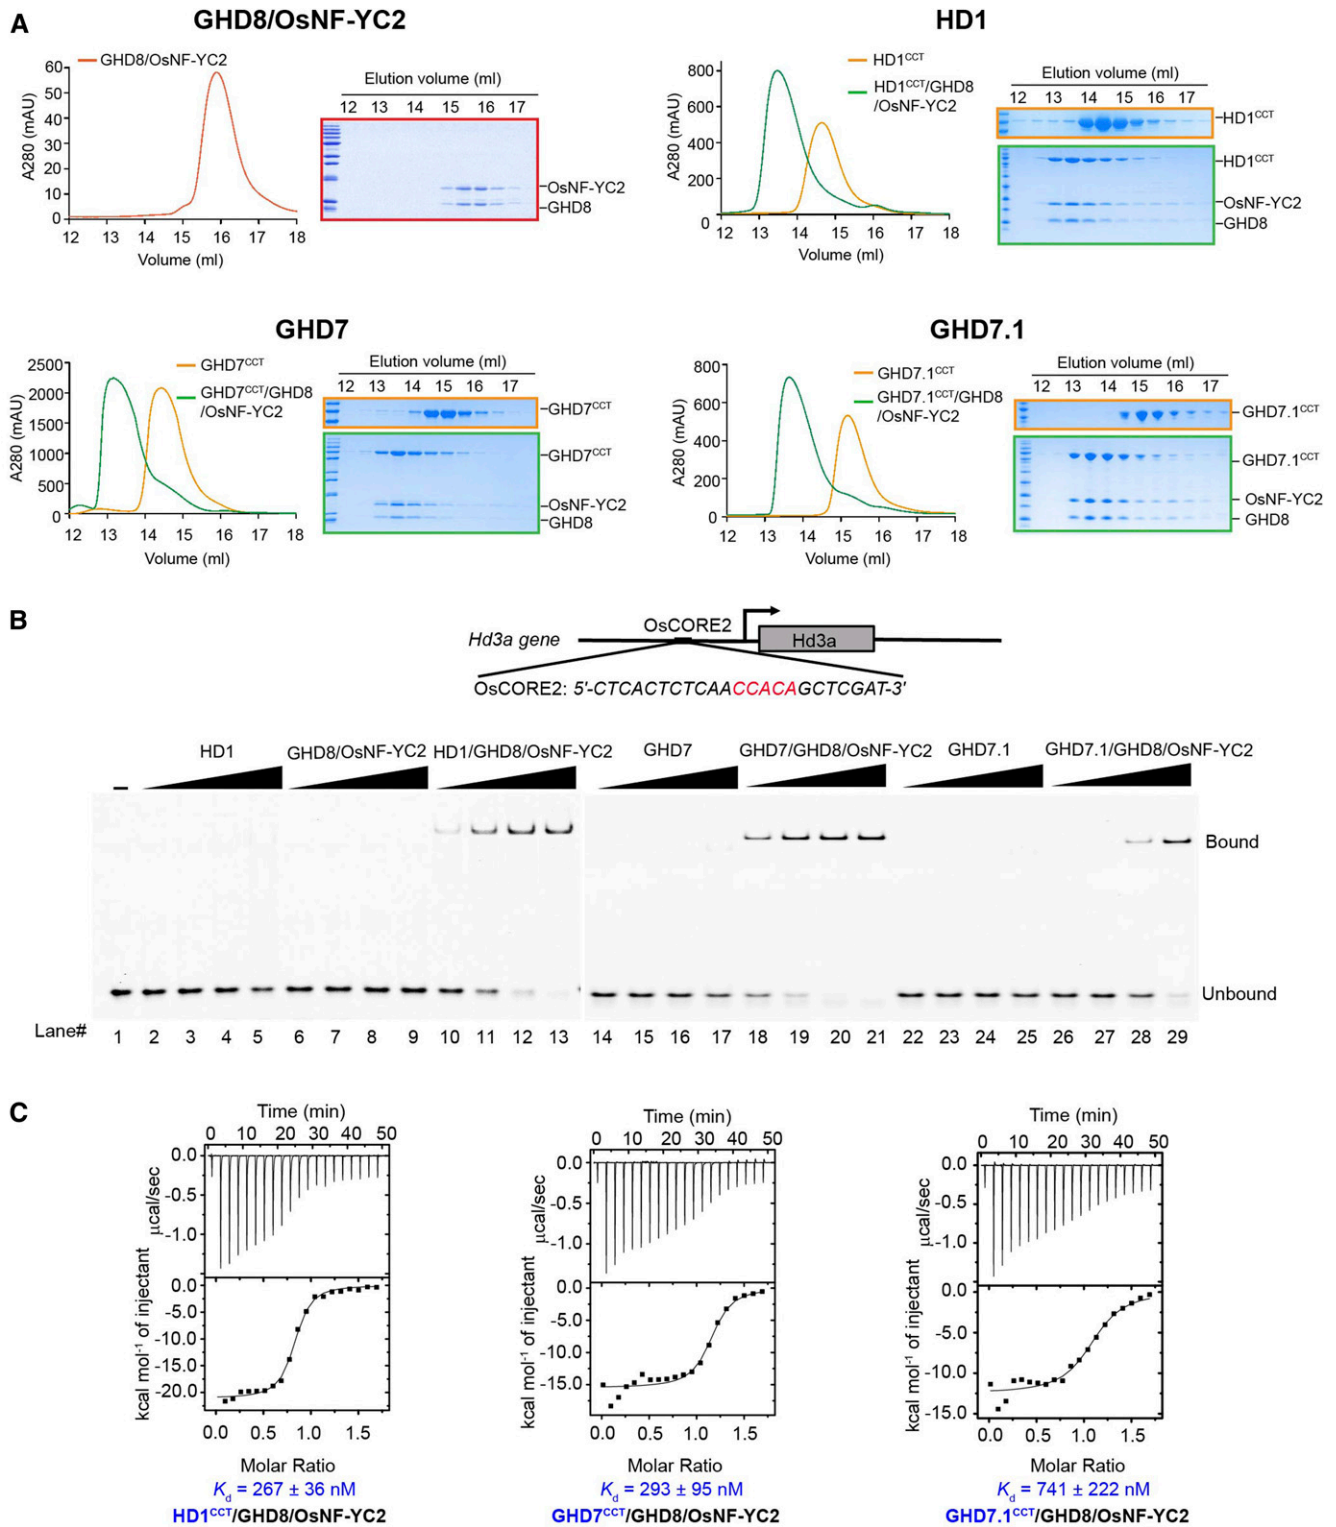 A
GHD8/OsNF-YC2
GHD8/OsNF-YC2
A280 (mAU)
60
50
40
30
20
10
0
12 13 14 15 16 17 18
Volume (ml)
Elution volume (ml)
12 13 14 15 16 17
OsNF-YC2
GHD8
HD1
HD1CCT
HD1CCT/GHD8
/OsNF-YC2
A280 (mAU)
800
600
400
200
0
12 13 14 15 16 17 18
Volume (ml)
Elution volume (ml)
12 13 14 15 16 17
HD1CCT
HD1CCT
OsNF-YC2
GHD8
GHD7
GHD7CCT
GHD7CCT/GHD8
/OsNF-YC2
A280 (mAU)
2500
2000
1500
1000
500
0
12 13 14 15 16 17 18
Volume (ml)
Elution volume (ml)
12 13 14 15 16 17
GHD7CCT
GHD7CCT
OsNF-YC2
GHD8
GHD7.1
GHD7.1CCT
GHD7.1CCT/GHD8
/OsNF-YC2
A280 (mAU)
800
600
400
200
0
12 13 14 15 16 17 18
Volume (ml)
Elution volume (ml)
12 13 14 15 16 17
GHD7.1CCT
GHD7.1CCT
OsNF-YC2
GHD8
B
Hd3a gene
OsCORE2
Hd3a
OsCORE2: 5'-CTCACTCTCAACCACAGCTCGAT-3'
HD1 GHD8/OsNF-YC2 HD1/GHD8/OsNF-YC2 GHD7 GHD7/GHD8/OsNF-YC2 GHD7.1 GHD7.1/GHD8/OsNF-YC2
–
Bound
Unbound
Lane# 1 2 3 4 5 6 7 8 9 10 11 12 13 14 15 16 17 18 19 20 21 22 23 24 25 26 27 28 29
C
Time (min)
0 10 20 30 40 50
µcal/sec
0.0
-0.5
-1.0
kcal mol-1 of injectant
0.0
-5.0
-10.0
-15.0
-20.0
0.0 0.5 1.0 1.5
Molar Ratio
Kd = 267 ± 36 nM
HD1CCT/GHD8/OsNF-YC2
Time (min)
0 10 20 30 40 50
µcal/sec
0.0
-0.5
-1.0
kcal mol-1 of injectant
0.0
-5.0
-10.0
-15.0
0.0 0.5 1.0 1.5
Molar Ratio
Kd = 293 ± 95 nM
GHD7CCT/GHD8/OsNF-YC2
Time (min)
0 10 20 30 40 50
µcal/sec
0.0
-0.5
-1.0
kcal mol-1 of injectant
0.0
-5.0
-10.0
-15.0
0.0 0.5 1.0 1.5
Molar Ratio
Kd = 741 ± 222 nM
GHD7.1CCT/GHD8/OsNF-YC2